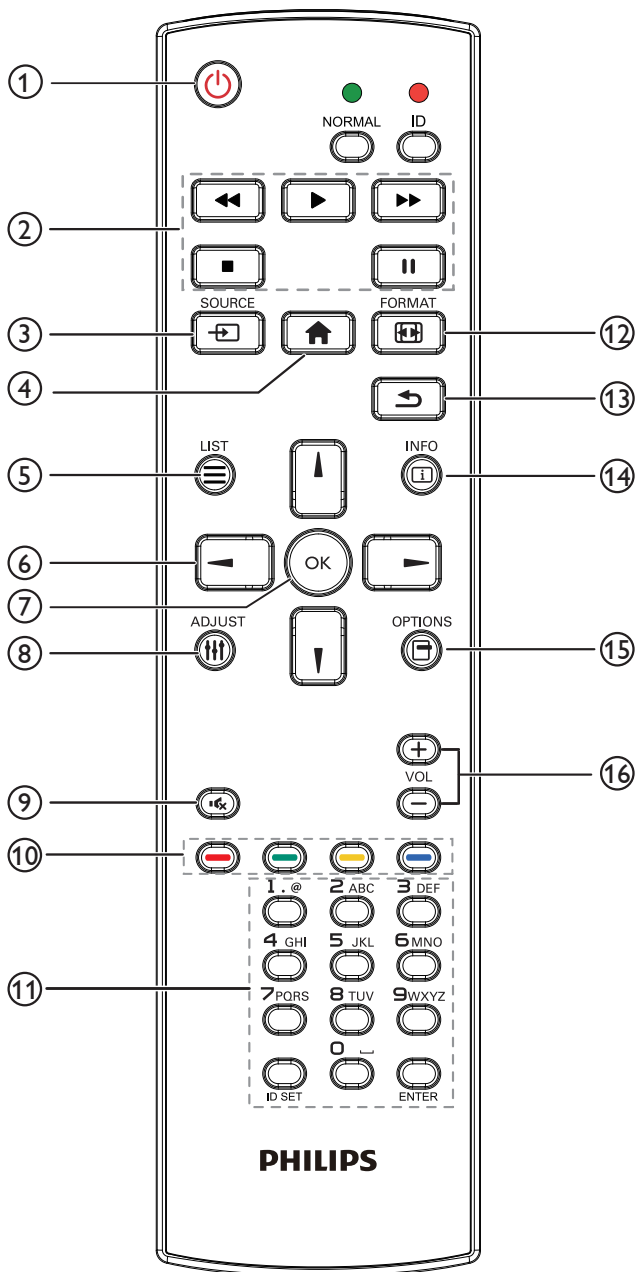 ①
NORMAL ID
②
SOURCE FORMAT
③ ⑫
④ ⑬
LIST INFO
⑤ ⑭
⑥ OK
⑦
ADJUST OPTIONS
⑧ ⑮
VOL ⑯
⑨
⑩
1.@ 2 ABC 3 DEF
4 GHI 5 JKL 6 MNO
⑪
7 PQRS 8 TUV 9 WXYZ
0
ID SET ENTER
PHILIPS